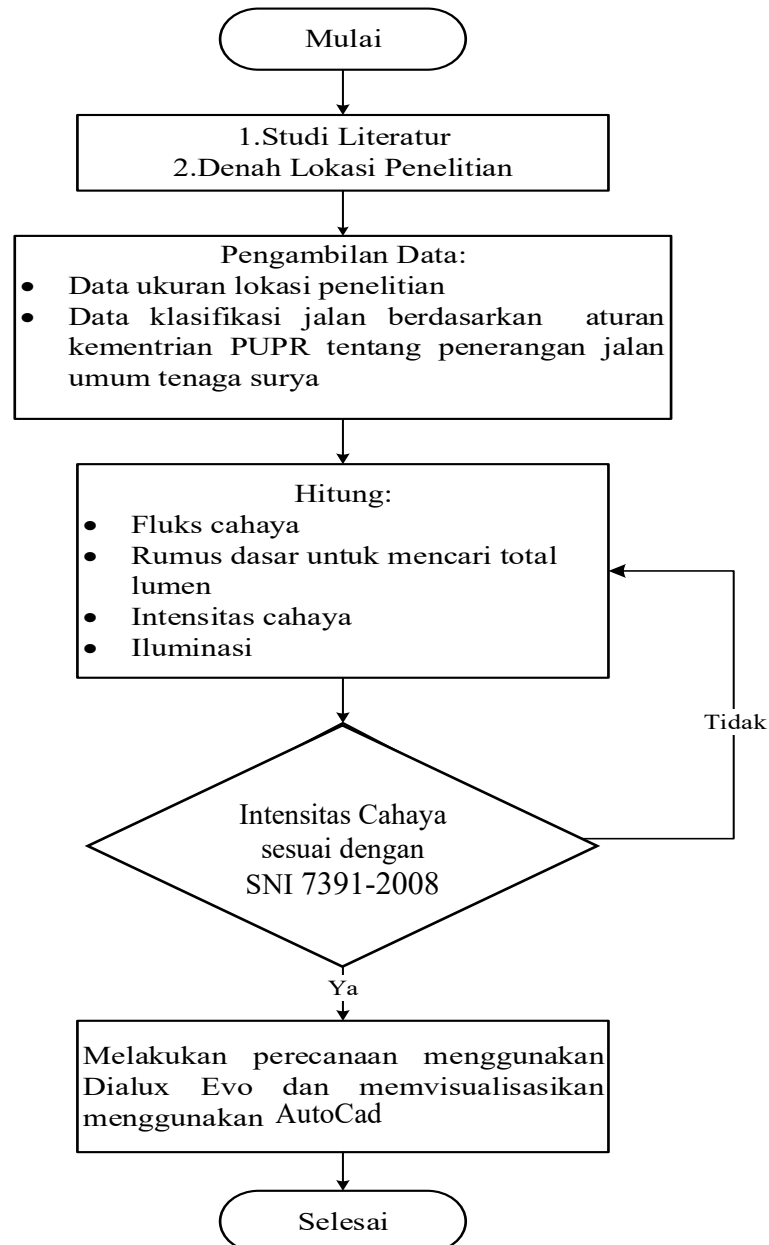 Mulai
1.Studi Literatur
2.Denah Lokasi Penelitian
Pengambilan Data:
• Data ukuran lokasi penelitian
• Data klasifikasi jalan berdasarkan aturan
kementrian PUPR tentang penerangan jalan
umum tenaga surya
Hitung:
• Fluks cahaya
• Rumus dasar untuk mencari total
lumen
• Intensitas cahaya
• Iluminasi
Tidak
Intensitas Cahaya
sesuai dengan
SNI 7391-2008
Ya
Melakukan perecanaan menggunakan
Dialux Evo dan memvisualisasikan
menggunakan AutoCad
Selesai